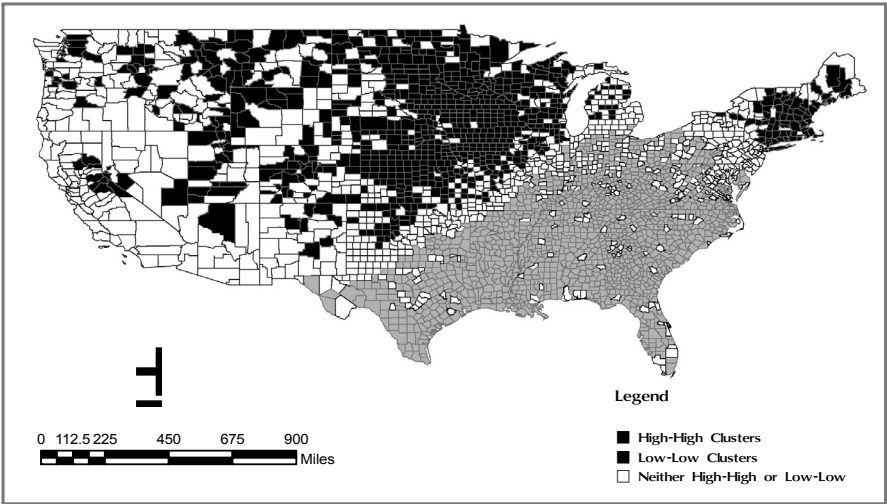 Legend
High-High Clusters
Low-Low Clusters
Neither High-High or Low-Low
0 112.5 225 450 675 900
Miles